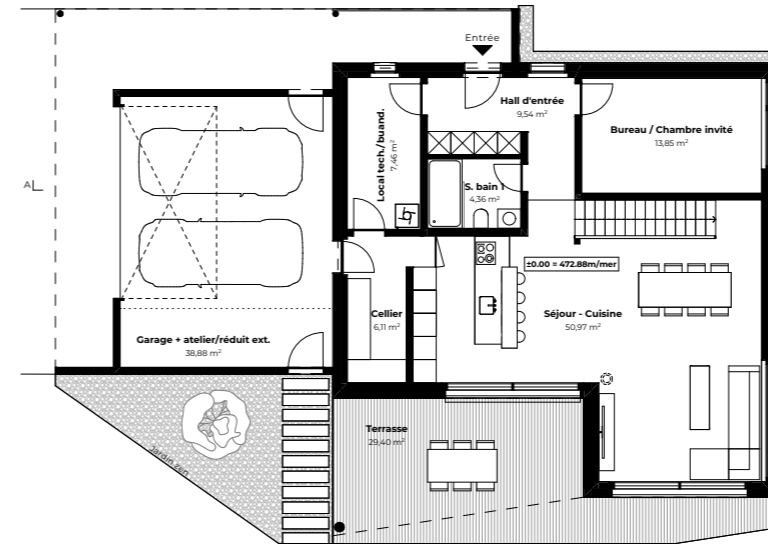 Entrée
Hall d'entrée
9,54 m²
Bureau / Chambre invité
13,85 m²
Local tech./buand.
7,46 m²
S. bain 1
4,36 m²
A
±0.00 = 472.88m/mer
Cellier
6,11 m²
Séjour - Cuisine
50,97 m²
Garage + atelier/réduit ext.
38,88 m²
Terrasse
29,40 m²
Jardin zen